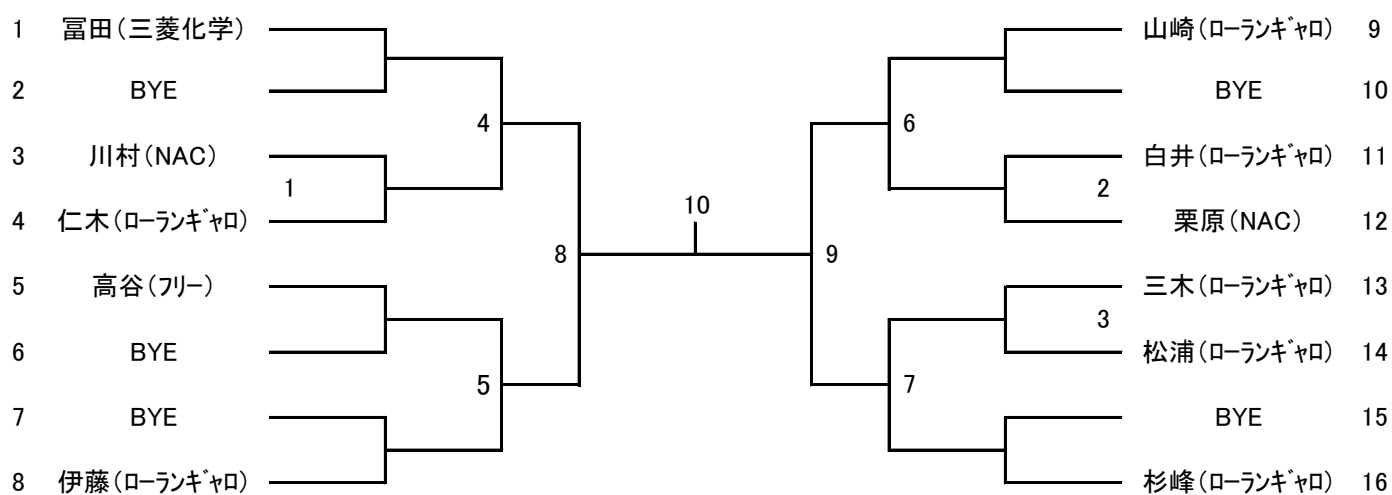 1 冨田(三菱化学)
2 BYE
3 川村(NAC)
4 仁木(ローランギャロ)
5 高谷(フリー)
6 BYE
7 BYE
8 伊藤(ローランギャロ)
4
1
8
5
10
6
2
9
3
7
山崎(ローランギャロ) 9
BYE 10
白井(ローランギャロ) 11
栗原(NAC) 12
三木(ローランギャロ) 13
松浦(ローランギャロ) 14
BYE 15
杉峰(ローランギャロ) 16